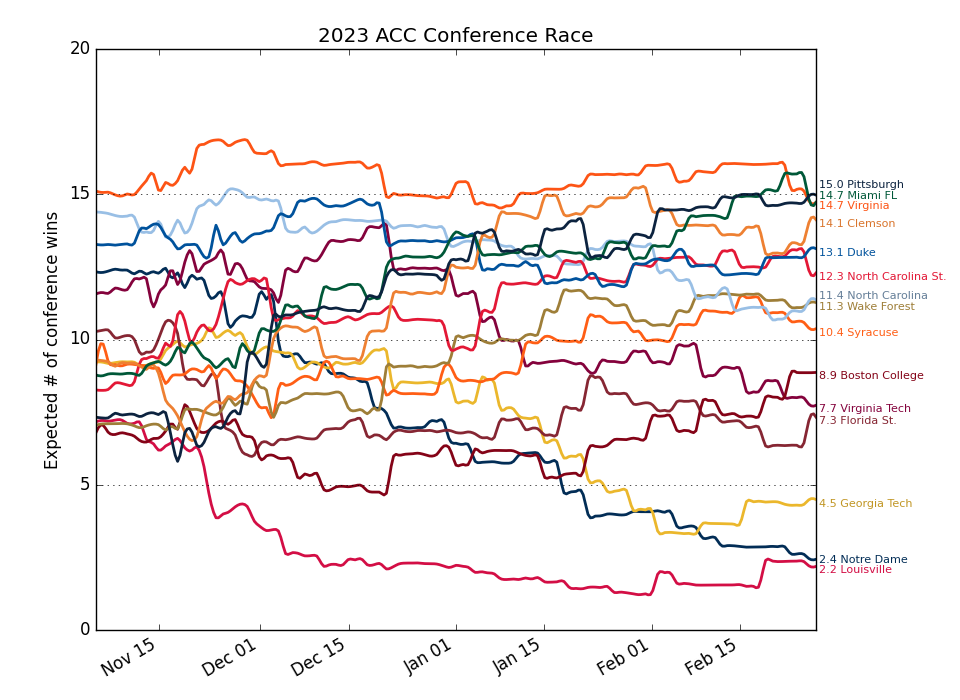 2023 ACC Conference Race
Expected # of conference wins
20
15
10
5
0
Nov 15
Dec 01
Dec 15
Jan 01
Jan 15
Feb 01
Feb 15
15.0 Pittsburgh
14.7 Miami FL
14.7 Virginia
14.1 Clemson
13.1 Duke
12.3 North Carolina St.
11.4 North Carolina
11.3 Wake Forest
10.4 Syracuse
8.9 Boston College
7.7 Virginia Tech
7.3 Florida St.
4.5 Georgia Tech
2.4 Notre Dame
2.2 Louisville